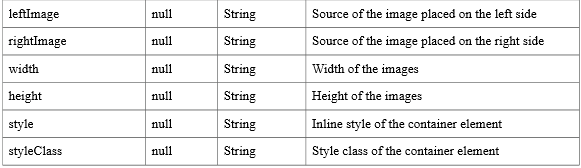 leftImage null String Source of the image placed on the left side
rightImage null String Source of the image placed on the right side
width null String Width of the images
height null String Height of the images
style null String Inline style of the container element
styleClass null String Style class of the container element